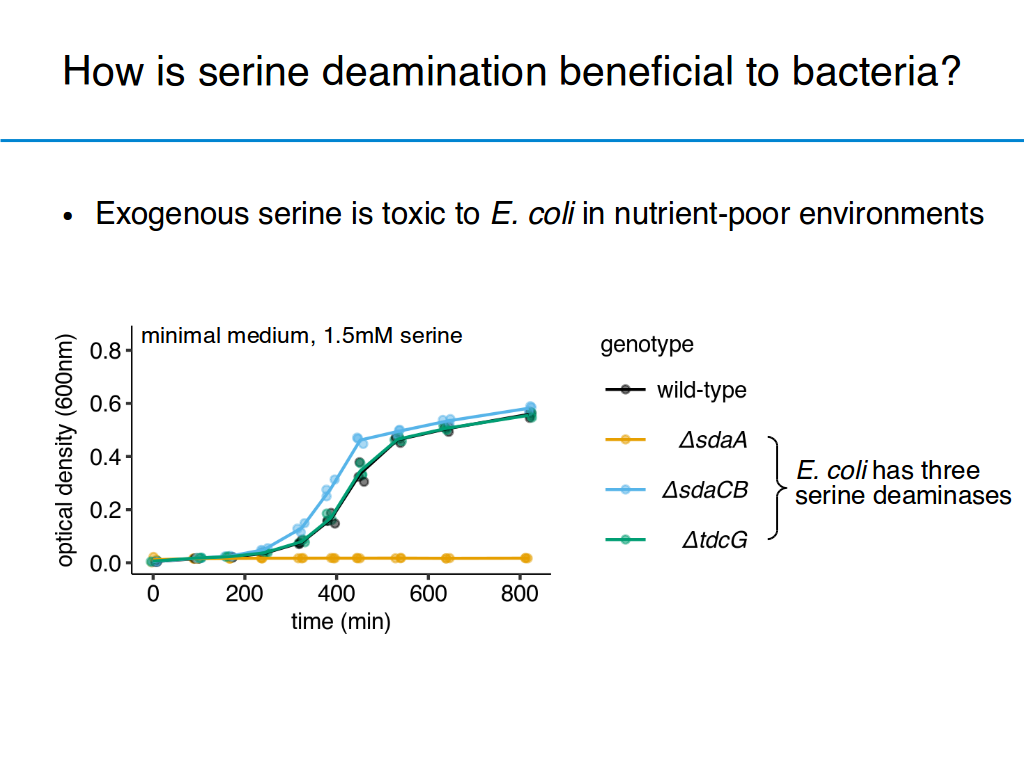 How is serine deamination beneficial to bacteria?
• Exogenous serine is toxic to E. coli in nutrient-poor environments
minimal medium, 1.5mM serine
optical density (600nm)
0.8
0.6
0.4
0.2
0.0
0 200 400 600 800
time (min)
genotype
wild-type
ΔsdaA
ΔsdaCB
ΔtdcG
E. coli has three
serine deaminases